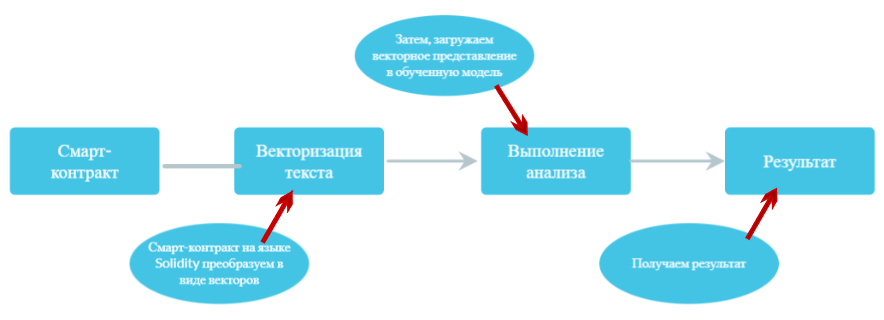 Затем, загружаем
векторное представление
в обученную модель
Смарт-
контракт
Векторизация
текста
Выполнение
анализа
Результат
Смарт-контракт на языке
Solidity преобразуем в
виде векторов
Получаем результат